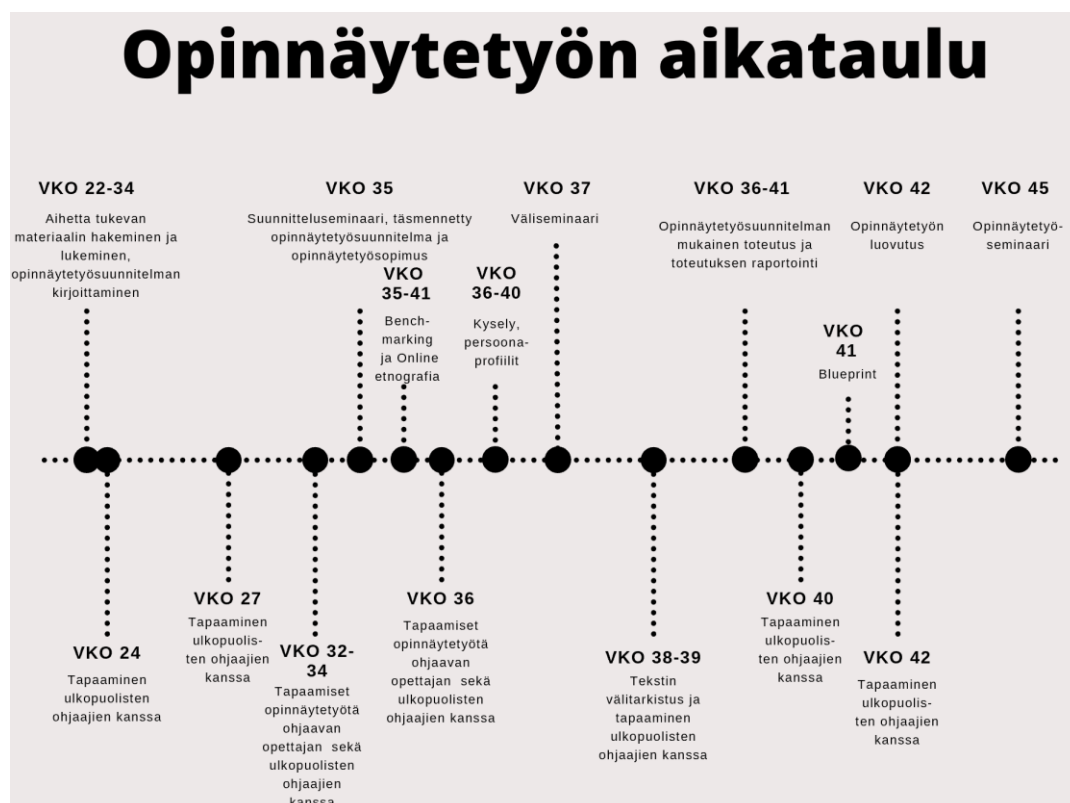 Opinnäytetyön aikataulu
VKO 22-34
Aihetta tukevan
materiaalin hakeminen ja
lukeminen,
opinnäytetyösuunnitelman
kirjoittaminen
VKO 35
Suunnitteluseminaari, täsmennetty
opinnäytetyösuunnitelma ja
opinnäytetyösopimus
VKO
35-41
Bench-
marking
ja Online
etnografia
VKO
36-40
Kysely,
persoona-
profiilit
VKO 37
Väliseminaari
VKO 36-41
Opinnäytetyösuunnitelman
mukainen toteutus ja
toteutuksen raportointi
VKO
41
Blueprint
VKO 42
Opinnäytetyön
luovutus
VKO 45
Opinnäytetyö-
seminaari
VKO 24
Tapaaminen
ulkopuolisten
ohjaajien kanssa
VKO 27
Tapaaminen
ulkopuolis-
ten ohjaajien
kanssa
VKO 32-
34
Tapaamiset
opinnäytetyötä
ohjaavan
opettajan sekä
ulkopuolisten
ohjaajien
kanssa
VKO 36
Tapaamiset
opinnäytetyötä
ohjaavan
opettajan sekä
ulkopuolisten
ohjaajien kanssa
VKO 38-39
Tekstin
välitarkistus ja
tapaaminen
ulkopuolisten
ohjaajien kanssa
VKO 40
Tapaaminen
ulkopuolis-
ten ohjaajien
kanssa
VKO 42
Tapaaminen
ulkopuolis-
ten ohjaajien
kanssa